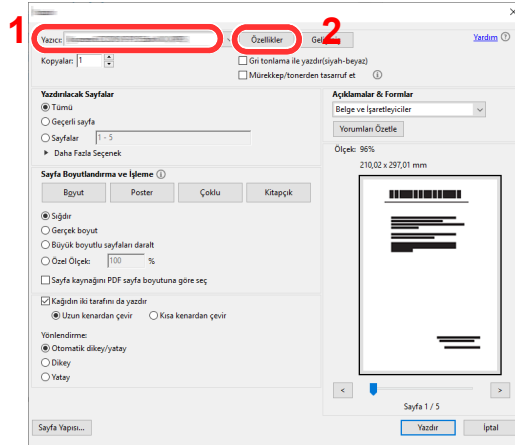 1
2
Yazıcı:
Özellikler
Yardım
Kopyalar: 1
Gri tonlama ile yazdır(siyah-beyaz)
Mürekkep/tonerden tasarruf et
Yazdırılacak Sayfalar
Tümü
Geçerli sayfa
Sayfalar 1 - 5
Daha Fazla Seçenek
Sayfa Boyutlandırma ve İşleme
Boyut Poster Çoklu Kitapçık
Sığdır
Gerçek boyut
Büyük boyutlu sayfaları daralt
Özel Ölçek: 100 %
Sayfa kaynağını PDF sayfa boyutuna göre seç
Kağıdın iki tarafını da yazdır
Uzun kenardan çevir Kısa kenardan çevir
Yönlendirme:
Otomatik dikey/yatay
Dikey
Yatay
Açıklamalar & Formlar
Belge ve İşaretleyiciler
Yorumları Özetle
Ölçek: 96%
210,02 x 297,01 mm
<
>
Sayfa 1 / 5
Sayfa Yapısı...
Yazdır
İptal